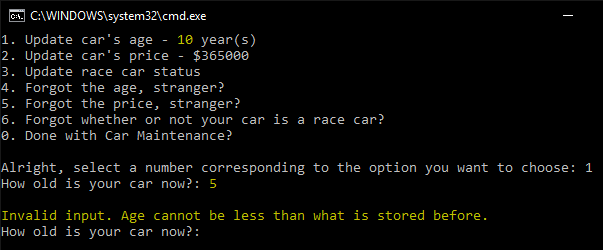 C:\WINDOWS\system32\cmd.exe
1. Update car's age - 10 year(s)
2. Update car's price - $365000
3. Update race car status
4. Forgot the age, stranger?
5. Forgot the price, stranger?
6. Forgot whether or not your car is a race car?
0. Done with Car Maintenance?
Alright, select a number corresponding to the option you want to choose: 1
How old is your car now?: 5
Invalid input. Age cannot be less than what is stored before.
How old is your car now?: